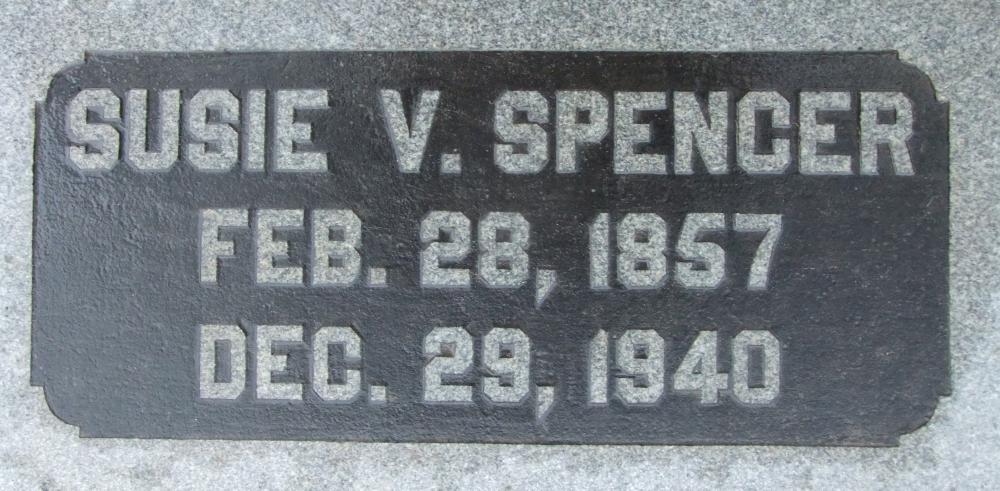 SUSIE V. SPENCER
FEB. 28, 1857
DEC. 29, 1940